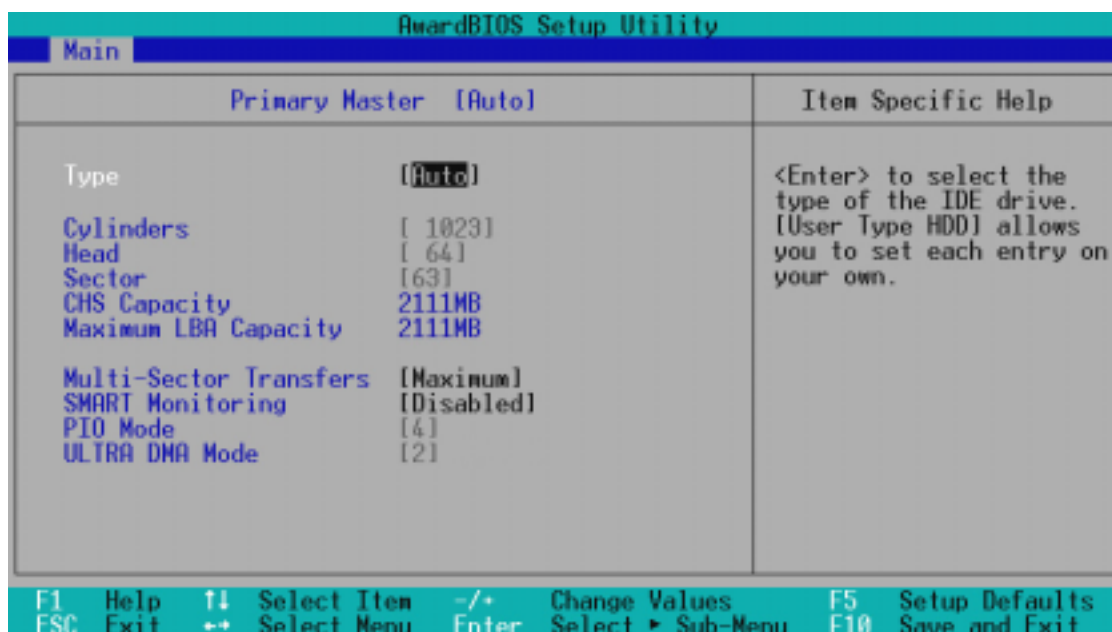 AwardBIOS Setup Utility
Main
Primary Master [Auto]
Item Specific Help
Type [Auto]
Cylinders [ 1023]
Head [ 64]
Sector [63]
CHS Capacity 2111MB
Maximum LBA Capacity 2111MB
Multi-Sector Transfers [Maximum]
SMART Monitoring [Disabled]
PIO Mode [4]
ULTRA DMA Mode [2]
<Enter> to select the
type of the IDE drive.
[User Type HDD] allows
you to set each entry on
your own.
F1 Help ↑↓ Select Item -/+ Change Values F5 Setup Defaults
ESC Exit ←→ Select Menu Enter Select ► Sub-Menu F10 Save and Exit